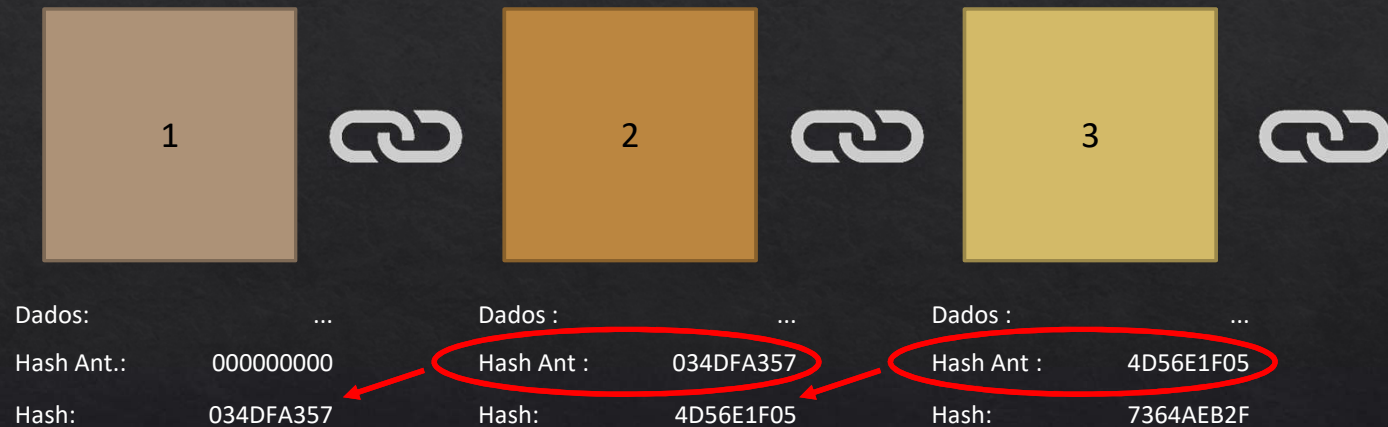 1
2
3
Dados: ...
Hash Ant.: 000000000
Hash: 034DFA357
Dados : ...
Hash Ant : 034DFA357
Hash: 4D56E1F05
Dados : ...
Hash Ant : 4D56E1F05
Hash: 7364AEB2F